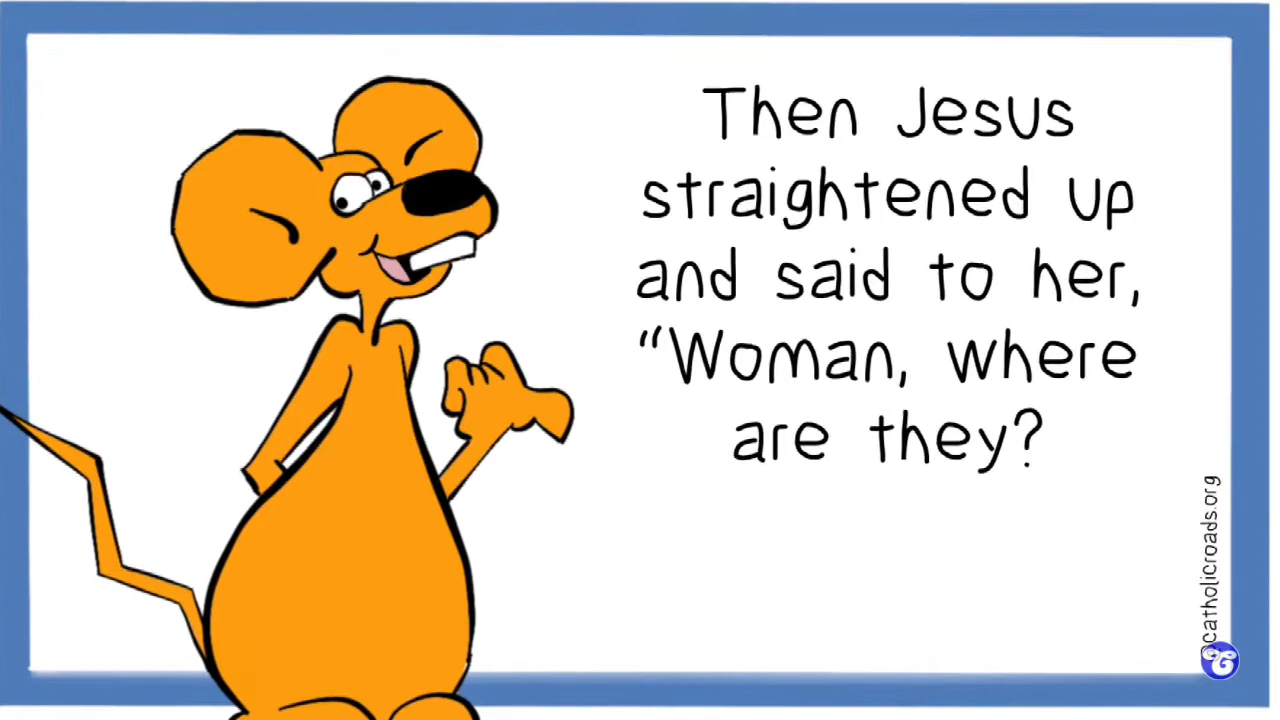 Then Jesus
straightened up
and said to her,
“Woman, where
are they?
©catholicroads.org